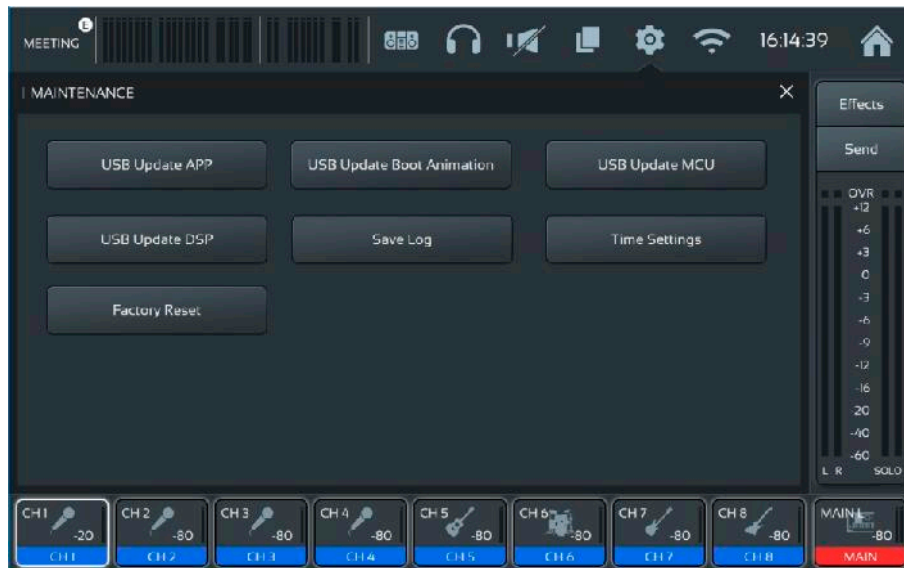 MEETING E 16:14:39
MAINTENANCE
USB Update APP USB Update Boot Animation USB Update MCU
USB Update DSP Save Log Time Settings
Factory Reset
Effects
Send
OVR
+12
+6
+3
0
-3
-6
-9
-12
-16
20
-40
-60
L R SOLO
CH 1 CH 2 CH 3 CH 4 CH 5 CH 6 CH 7 CH 8 MAIN L
-20 -80 -80 -80 -80 -80 -80 -80 -80
CH 1 CH 2 CH 3 CH 4 CH 5 CH 6 CH 7 CH 8 MAIN